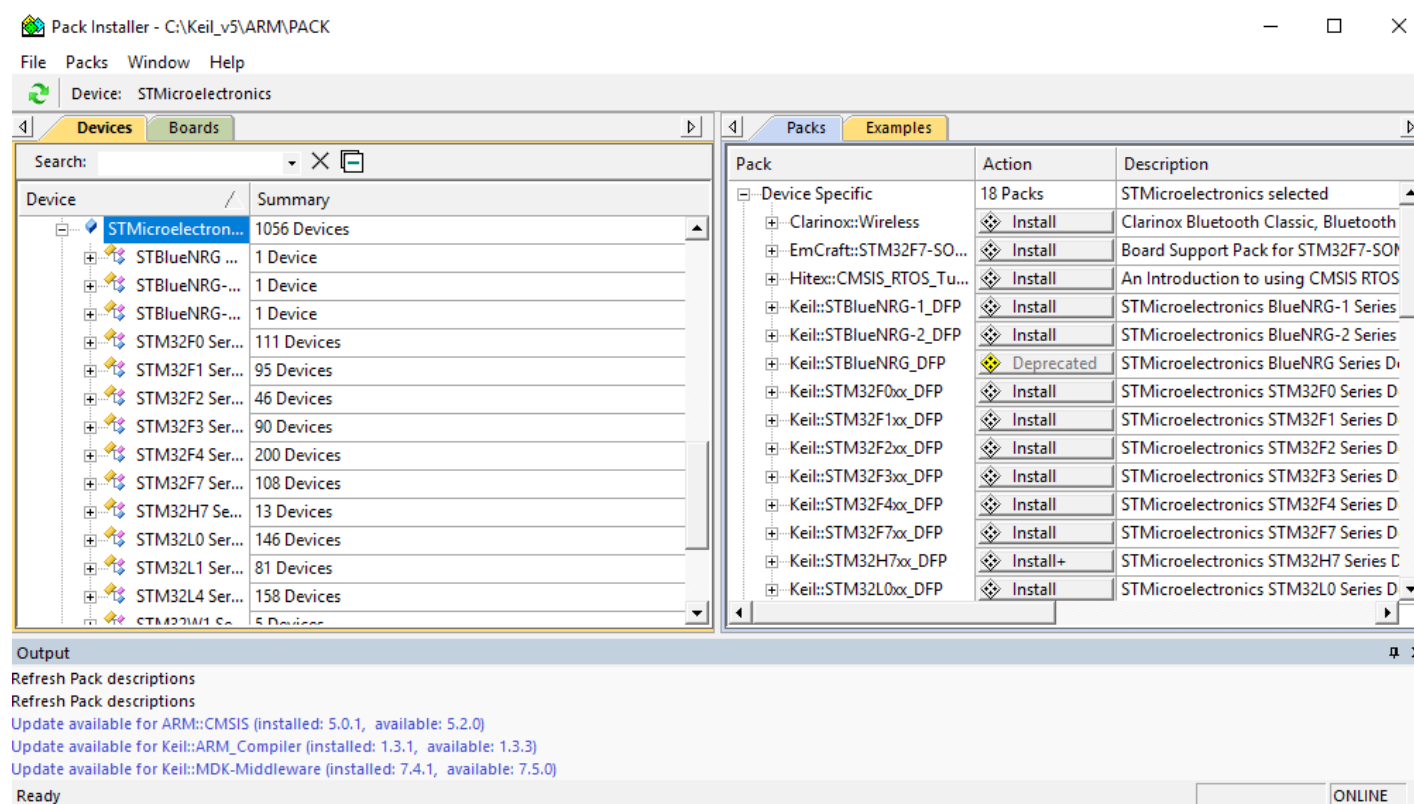 Pack Installer - C:\Keil_v5\ARM\PACK
File Packs Window Help
Device: STMicroelectronics
Devices Boards
Search:
Device Summary
STMicroelectron... 1056 Devices
STBlueNRG ... 1 Device
STBlueNRG-... 1 Device
STBlueNRG-... 1 Device
STM32F0 Ser... 111 Devices
STM32F1 Ser... 95 Devices
STM32F2 Ser... 46 Devices
STM32F3 Ser... 90 Devices
STM32F4 Ser... 200 Devices
STM32F7 Ser... 108 Devices
STM32H7 Se... 13 Devices
STM32L0 Ser... 146 Devices
STM32L1 Ser... 81 Devices
STM32L4 Ser... 158 Devices
STM32W1 Se... 5 Devices
Packs Examples
Pack Action Description
Device Specific 18 Packs STMicroelectronics selected
Clarinox::Wireless Install Clarinox Bluetooth Classic, Bluetooth
EmCraft::STM32F7-SO... Install Board Support Pack for STM32F7-SOM
Hitex::CMSIS_RTOS_Tu... Install An Introduction to using CMSIS RTOS
Keil::STBlueNRG-1_DFP Install STMicroelectronics BlueNRG-1 Series
Keil::STBlueNRG-2_DFP Install STMicroelectronics BlueNRG-2 Series
Keil::STBlueNRG_DFP Deprecated STMicroelectronics BlueNRG Series De
Keil::STM32F0xx_DFP Install STMicroelectronics STM32F0 Series D
Keil::STM32F1xx_DFP Install STMicroelectronics STM32F1 Series D
Keil::STM32F2xx_DFP Install STMicroelectronics STM32F2 Series D
Keil::STM32F3xx_DFP Install STMicroelectronics STM32F3 Series D
Keil::STM32F4xx_DFP Install STMicroelectronics STM32F4 Series D
Keil::STM32F7xx_DFP Install STMicroelectronics STM32F7 Series D
Keil::STM32H7xx_DFP Install+ STMicroelectronics STM32H7 Series D
Keil::STM32L0xx_DFP Install STMicroelectronics STM32L0 Series D
Output
Refresh Pack descriptions
Refresh Pack descriptions
Update available for ARM::CMSIS (installed: 5.0.1, available: 5.2.0)
Update available for Keil::ARM_Compiler (installed: 1.3.1, available: 1.3.3)
Update available for Keil::MDK-Middleware (installed: 7.4.1, available: 7.5.0)
Ready ONLINE